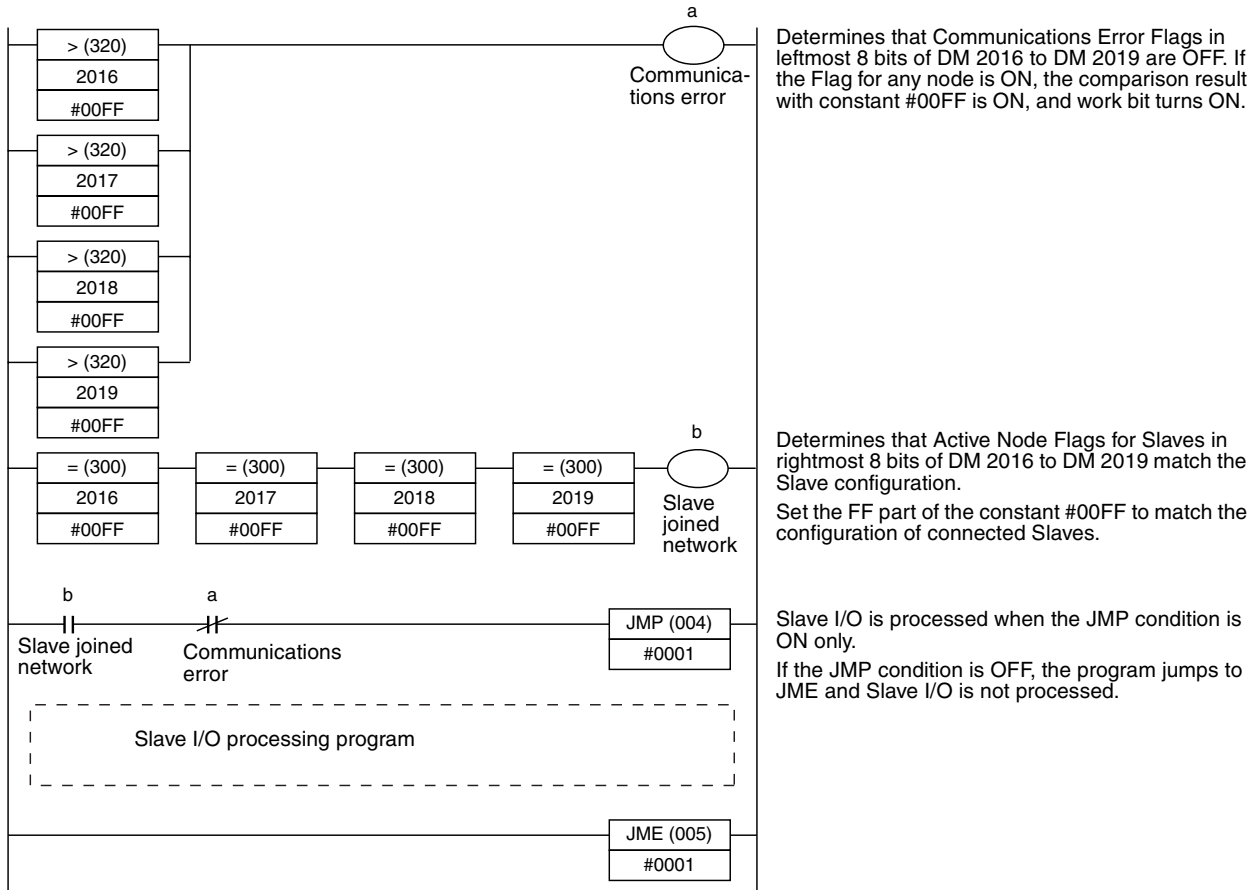 a
> (320)
2016
#00FF
Communica-
tions error
Determines that Communications Error Flags in
leftmost 8 bits of DM 2016 to DM 2019 are OFF. If
the Flag for any node is ON, the comparison result
with constant #00FF is ON, and work bit turns ON.
> (320)
2017
#00FF
> (320)
2018
#00FF
> (320)
2019
#00FF
b
= (300)
2016
#00FF
= (300)
2017
#00FF
= (300)
2018
#00FF
= (300)
2019
#00FF
Slave
joined
network
Determines that Active Node Flags for Slaves in
rightmost 8 bits of DM 2016 to DM 2019 match the
Slave configuration.
Set the FF part of the constant #00FF to match the
configuration of connected Slaves.
b
Slave joined
network
a
Communications
error
JMP (004)
#0001
Slave I/O is processed when the JMP condition is
ON only.
If the JMP condition is OFF, the program jumps to
JME and Slave I/O is not processed.
Slave I/O processing program
JME (005)
#0001